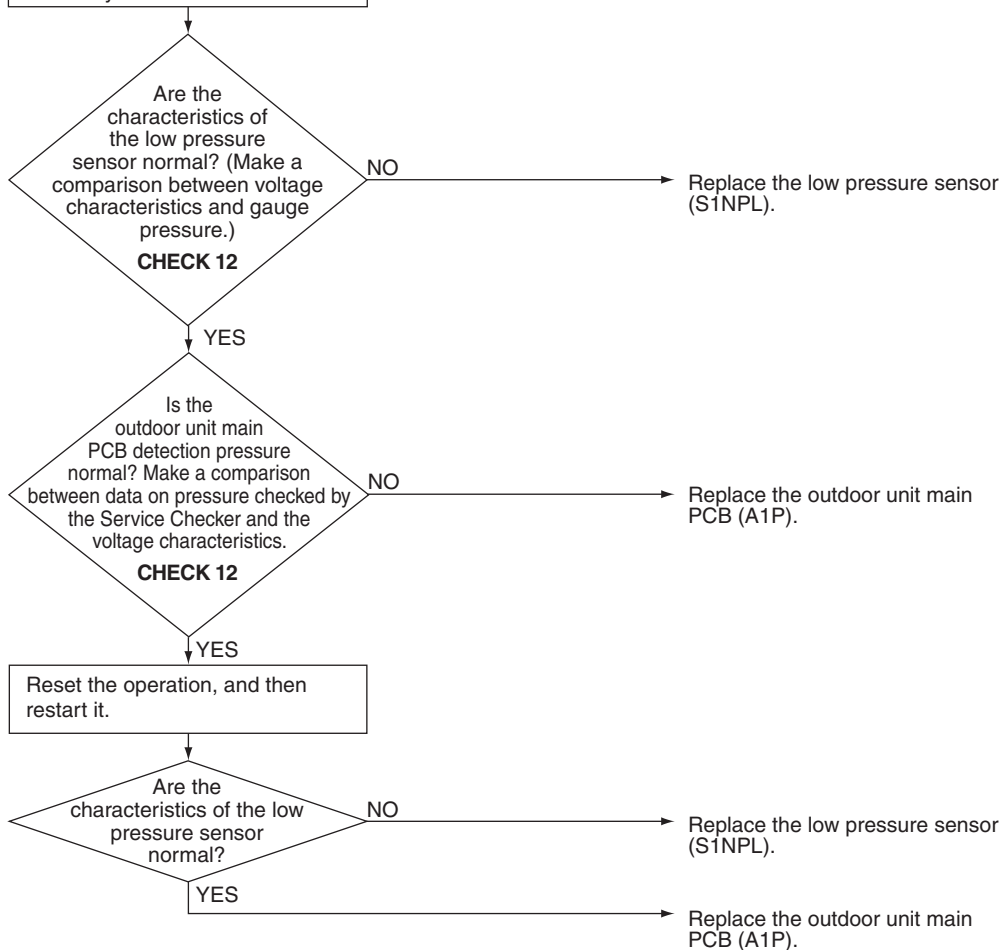 Are the
characteristics of
the low pressure
sensor normal? (Make a
comparison between voltage
characteristics and gauge
pressure.)
CHECK 12
NO
Replace the low pressure sensor
(S1NPL).
YES
Is the
outdoor unit main
PCB detection pressure
normal? Make a comparison
between data on pressure checked by
the Service Checker and the
voltage characteristics.
CHECK 12
NO
Replace the outdoor unit main
PCB (A1P).
YES
Reset the operation, and then
restart it.
Are the
characteristics of the low
pressure sensor
normal?
NO
Replace the low pressure sensor
(S1NPL).
YES
Replace the outdoor unit main
PCB (A1P).